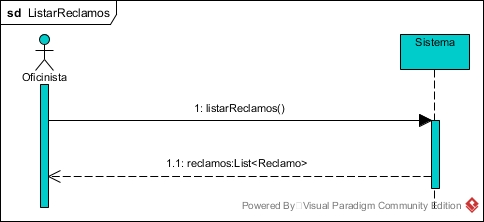 sd ListarReclamos
Oficinista
Sistema
1: listarReclamos()
1.1: reclamos:List<Reclamo>
Powered By Visual Paradigm Community Edition